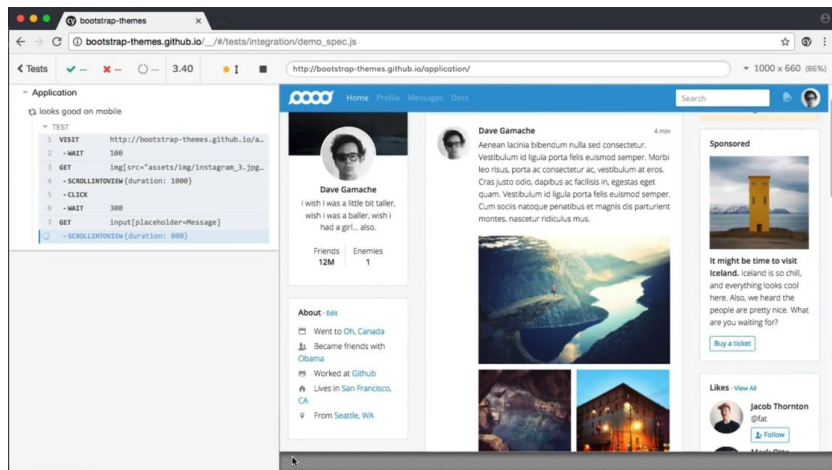 bootstrap-themes
bootstrap-themes.github.io/__/#/tests/integration/demo_spec.js
Tests
--
--
--
3.40
http://bootstrap-themes.github.io/application/
1000 x 660 (86%)
Application
looks good on mobile
TEST
1 VISIT http://bootstrap-themes.github.io/a...
2 - WAIT 100
3 GET img[src="assets/img/instagram_3.jpg...
4 - SCROLLINTOVIEW {duration: 1000}
5 - CLICK
6 - WAIT 300
7 GET input[placeholder=Message]
- SCROLLINTOVIEW {duration: 800}
Home Profile Messages Docs
Search
Dave Gamache
I wish i was a little bit taller,
wish i was a baller, wish i
had a girl... also.
Friends Enemies
12M 1
About · Edit
Went to Oh, Canada
Became friends with
Obama
Worked at Github
Lives in San Francisco,
CA
From Seattle, WA
Dave Gamache 4 min
Aenean lacinia bibendum nulla sed consectetur.
Vestibulum id ligula porta felis euismod semper. Morbi
leo risus, porta ac consectetur ac, vestibulum at eros.
Cras justo odio, dapibus ac facilisis in, egestas eget
quam. Vestibulum id ligula porta felis euismod semper.
Cum sociis natoque penatibus et magnis dis parturient
montes, nascetur ridiculus mus.
Sponsored
It might be time to visit
Iceland. Iceland is so chill,
and everything looks cool
here. Also, we heard the
people are pretty nice. What
are you waiting for?
Buy a ticket
Likes · View All
Jacob Thornton
@fat
Follow